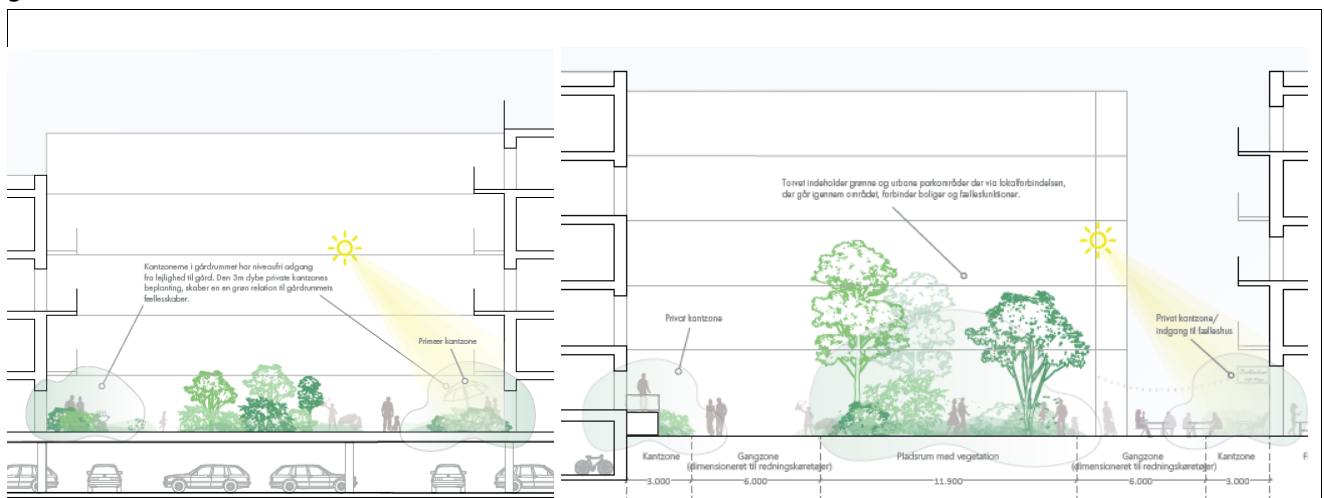 Kantzonerne i gårdrummet har niveaufri adgang
fra lejlighed til gård. Den 3m dybe private kantzones
beplanting, skaber en en grøn relation til gårdrummets
fællesskaber.
Primær kantzone
Torvet indeholder grønne og urbane parkområder der via lokalforbindelsen,
der går igennem området, forbinder boliger og fællesfunktioner.
Privat kantzone
Privat kantzone/
indgang til fælleshus
Kantzone
Gangzone
(dimensioneret til redningskøretøjer)
Pladsrum med vegetation
Gangzone
(dimensioneret til redningskøretøjer)
Kantzone
3.000
6.000
11.900
6.000
3.000